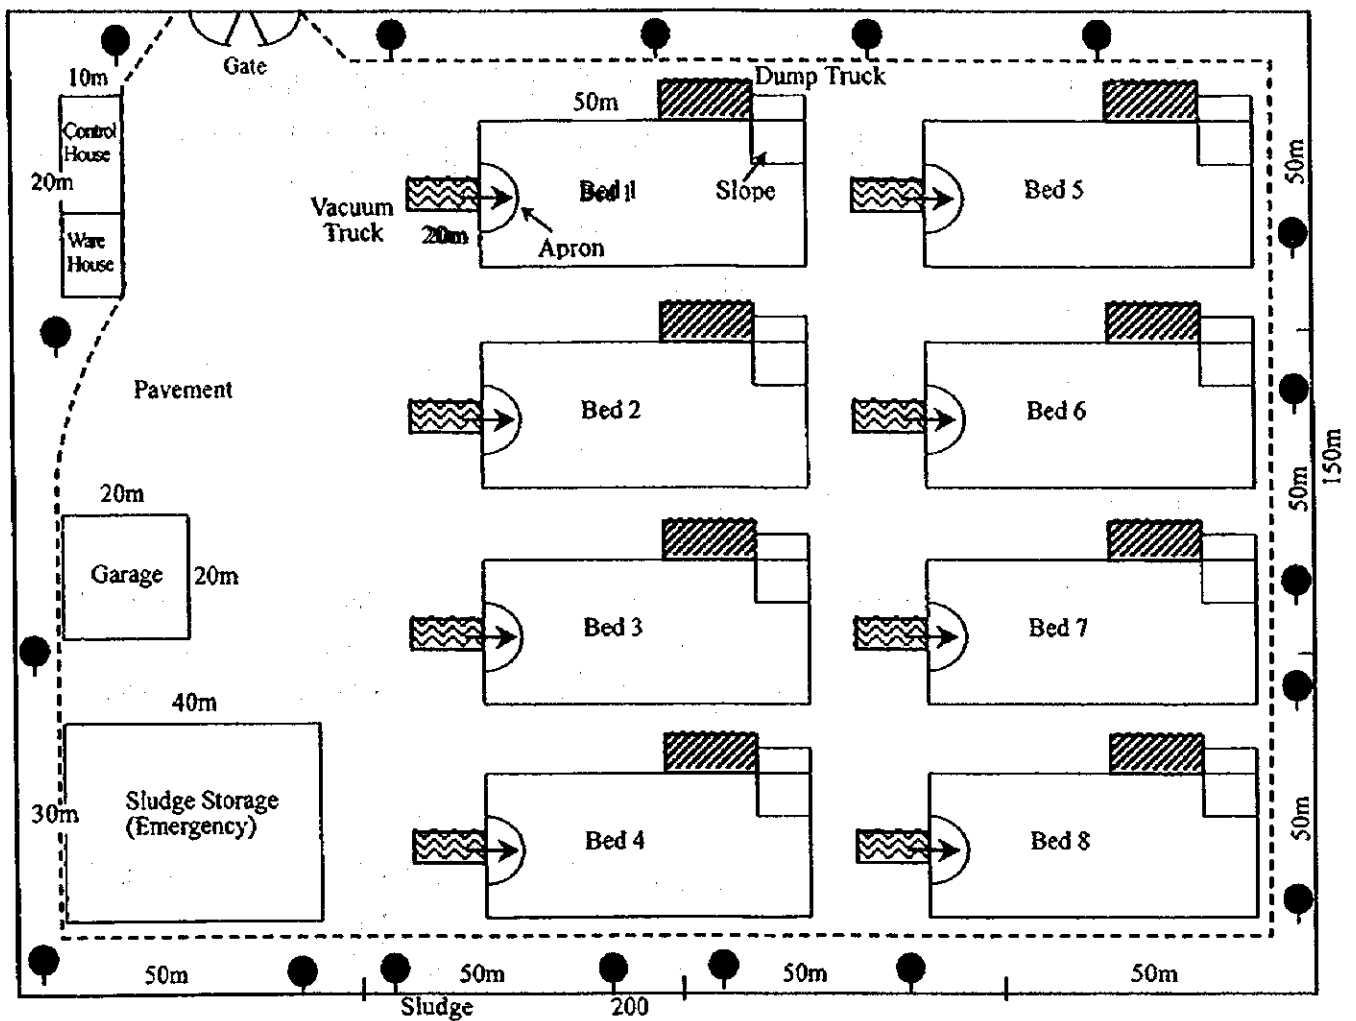 Gate
10m
Dump Truck
50m
Control
House
20m
Ware
House
Vacuum
Truck
20m
Bed 1
Slope
Apron
Bed 5
50m
Pavement
Bed 2
Bed 6
50m
150m
20m
Garage
20m
Bed 3
Bed 7
40m
30m
Sludge Storage
(Emergency)
Bed 4
Bed 8
50m
50m
50m
50m
50m
Sludge
200